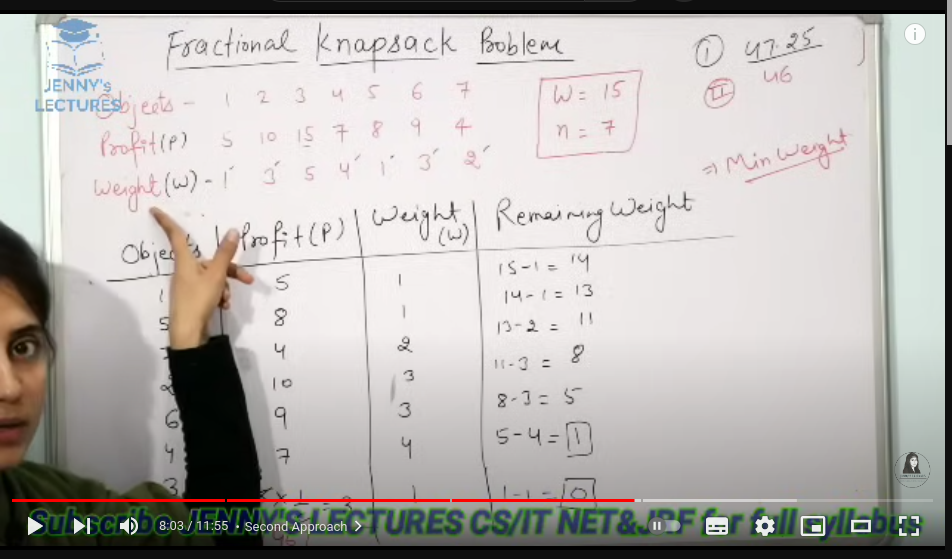 Fractional Knapsack Boblem
I 47.25
II 46
JENNY's
LECTURES
Objects - 1 2 3 4 5 6 7
Profit(P) 5 10 15 7 8 9 4
Weight(W) - 1 3 5 4 1 3 2
W = 15
n = 7
⇒ Min Weight
Objects Profit(P) Weight (W) Remaining Weight
1 5 1 15-1 = 14
5 8 1 14-1 = 13
4 2 13-2 = 11
2 10 3 11-3 = 8
6 9 3 8-3 = 5
4 7 4 5-4 = 1
3 1 1-1 = 0
Subscribe JENNY's LECTURES CS/IT NET&JRF for full syllabus
8:03 / 11:55 • Second Approach >